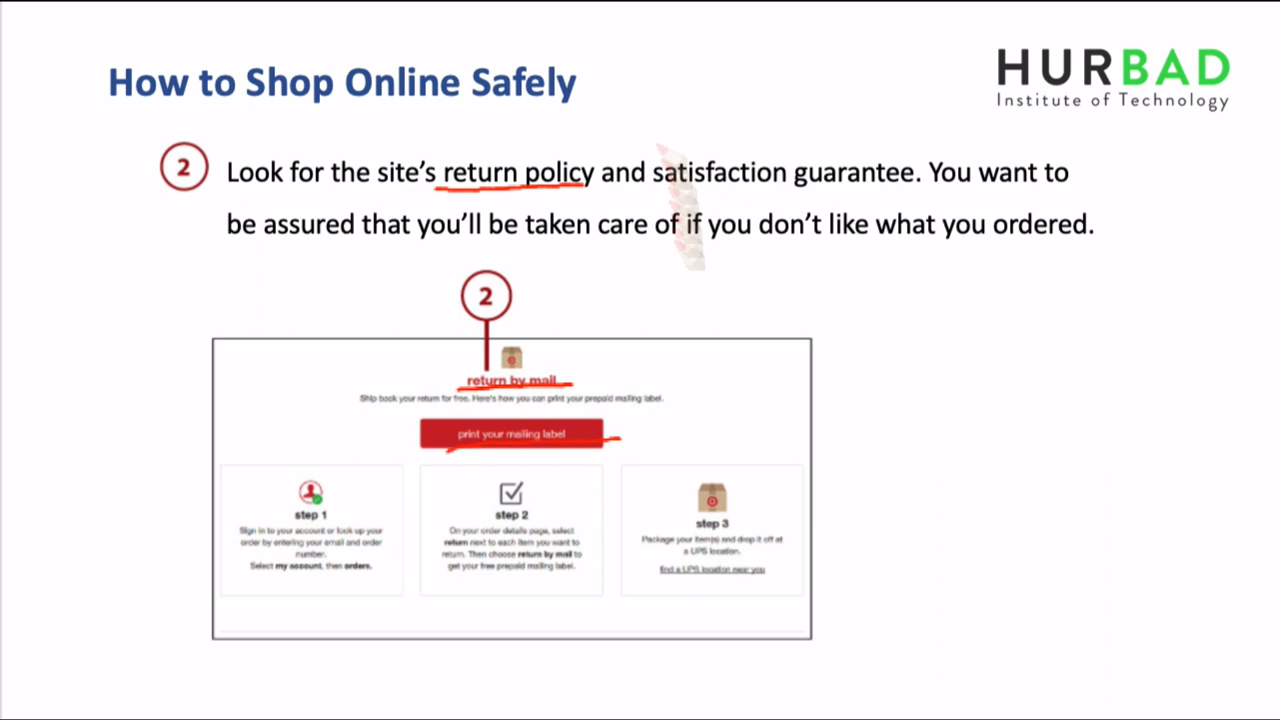 How to Shop Online Safely
HURBAD
Institute of Technology
2
Look for the site's return policy and satisfaction guarantee. You want to
be assured that you'll be taken care of if you don't like what you ordered.
2
return by mail
Ship back your return for free. Here's how you can print your prepaid mailing label.
print your mailing label
step 1
Sign in to your account or look up your
order by entering your email and order
number.
Select my account, then orders.
step 2
On your order details page, select
return next to each item you want to
return. Then choose return by mail to
get your free prepaid mailing label.
step 3
Package your item(s) and drop it off at
a UPS location.
find a UPS location near you